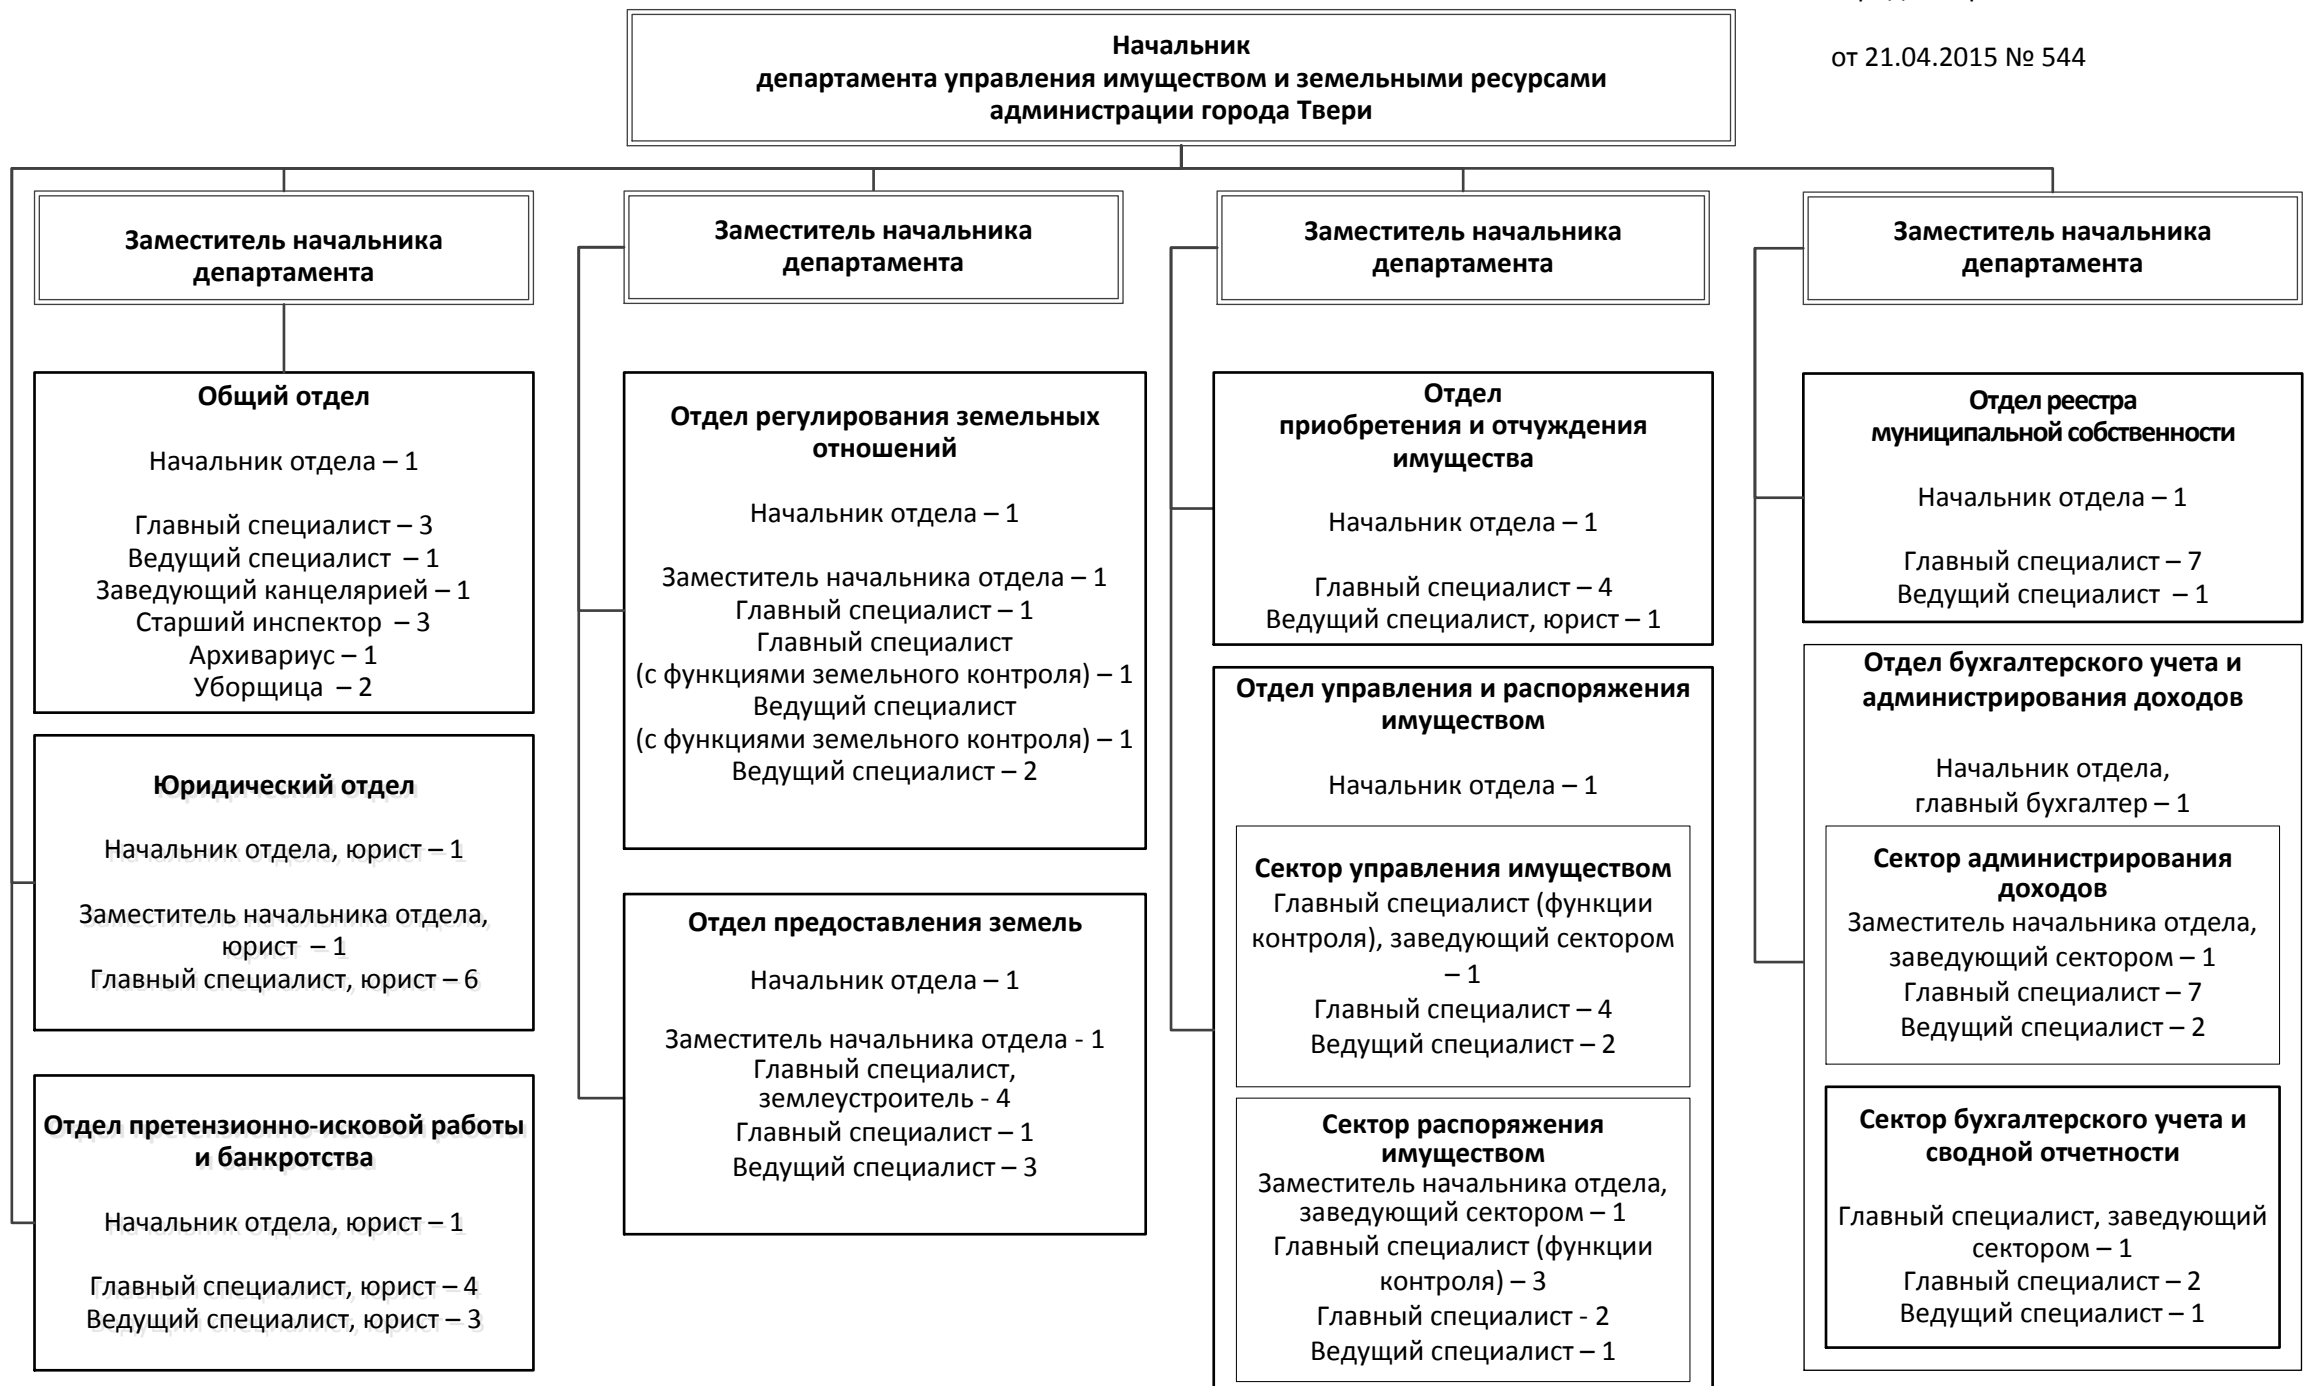 от 21.04.2015 № 544
Начальник
департамента управления имуществом и земельными ресурсами
администрации города Твери
Заместитель начальника
департамента
Заместитель начальника
департамента
Заместитель начальника
департамента
Заместитель начальника
департамента
Общий отдел
Начальник отдела – 1
Главный специалист – 3
Ведущий специалист – 1
Заведующий канцелярией – 1
Старший инспектор – 3
Архивариус – 1
Уборщица – 2
Юридический отдел
Начальник отдела, юрист – 1
Заместитель начальника отдела,
юрист – 1
Главный специалист, юрист – 6
Отдел претензионно-исковой работы
и банкротства
Начальник отдела, юрист – 1
Главный специалист, юрист – 4
Ведущий специалист, юрист – 3
Отдел регулирования земельных
отношений
Начальник отдела – 1
Заместитель начальника отдела – 1
Главный специалист – 1
Главный специалист
(с функциями земельного контроля) – 1
Ведущий специалист
(с функциями земельного контроля) – 1
Ведущий специалист – 2
Отдел предоставления земель
Начальник отдела – 1
Заместитель начальника отдела - 1
Главный специалист,
землеустроитель - 4
Главный специалист – 1
Ведущий специалист – 3
Отдел
приобретения и отчуждения
имущества
Начальник отдела – 1
Главный специалист – 4
Ведущий специалист, юрист – 1
Отдел управления и распоряжения
имуществом
Начальник отдела – 1
Сектор управления имуществом
Главный специалист (функции
контроля), заведующий сектором
– 1
Главный специалист – 4
Ведущий специалист – 2
Сектор распоряжения
имуществом
Заместитель начальника отдела,
заведующий сектором – 1
Главный специалист (функции
контроля) – 3
Главный специалист - 2
Ведущий специалист – 1
Отдел реестра
муниципальной собственности
Начальник отдела – 1
Главный специалист – 7
Ведущий специалист – 1
Отдел бухгалтерского учета и
администрирования доходов
Начальник отдела,
главный бухгалтер – 1
Сектор администрирования
доходов
Заместитель начальника отдела,
заведующий сектором – 1
Главный специалист – 7
Ведущий специалист – 2
Сектор бухгалтерского учета и
сводной отчетности
Главный специалист, заведующий
сектором – 1
Главный специалист – 2
Ведущий специалист – 1